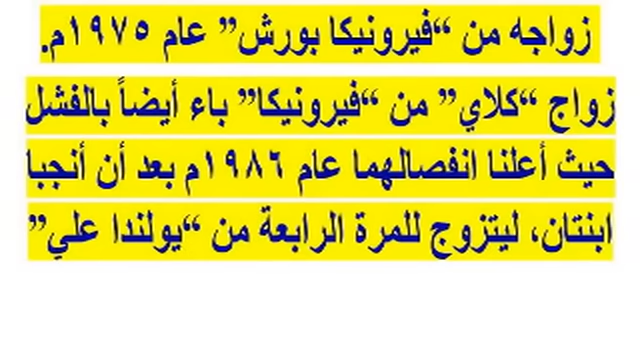 زواجه من “فيرونيكا بورش” عام ١٩٧٥م.
زواج “كلاي” من “فيرونيكا” باء أيضاً بالفشل
حيث أعلنا انفصالهما عام ١٩٨٦م بعد أن أنجبا
ابنتان، ليتزوج للمرة الرابعة من “يولندا علي”